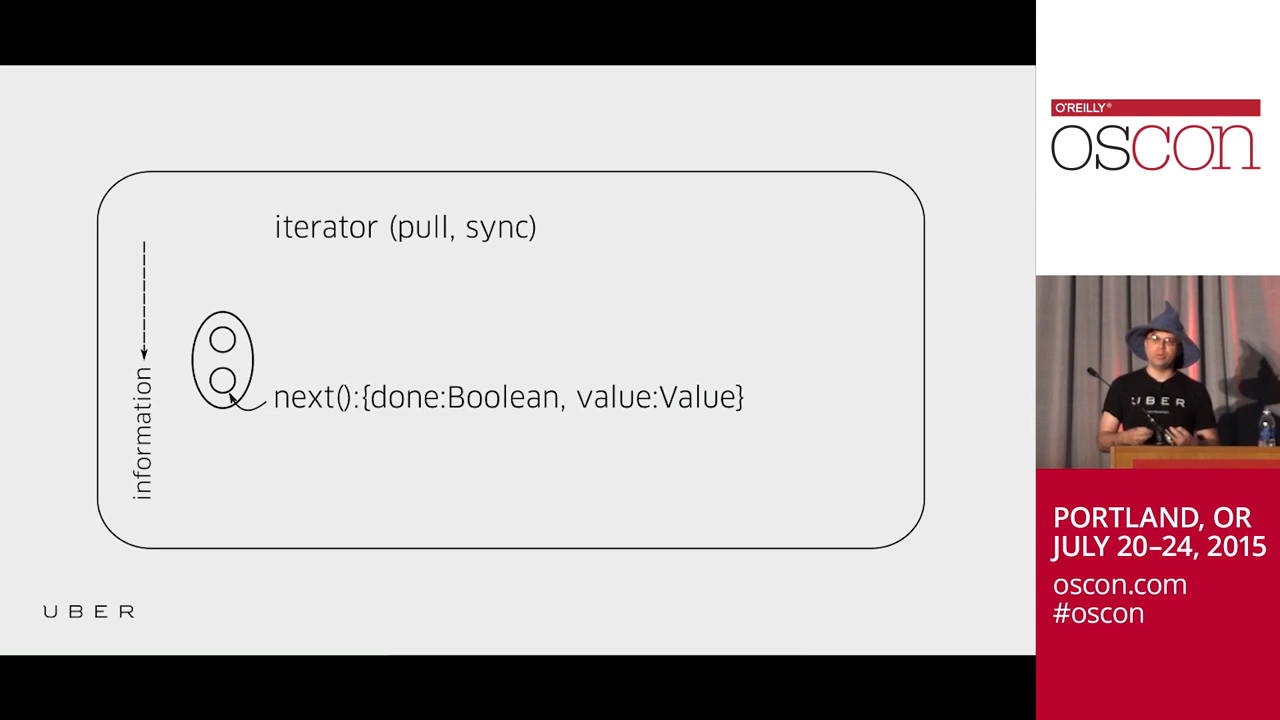 iterator (pull, sync)
next():{done:Boolean, value:Value}
information
UBER
O'REILLY®
OSCON
UBER
PORTLAND, OR
JULY 20–24, 2015
oscon.com
#oscon